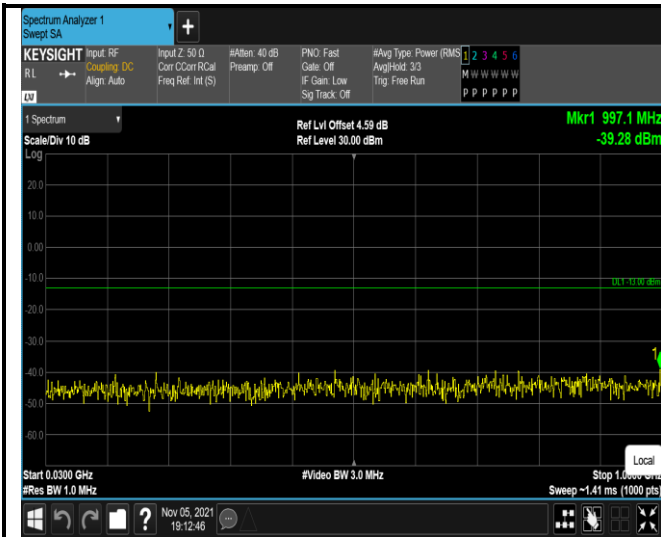 Spectrum Analyzer 1
Swept SA
+
KEYSIGHT
RL
LXI
Input: RF
Coupling: DC
Align: Auto
Input Z: 50 Ω
Corr CCorr RCal
Freq Ref: Int (S)
#Atten: 40 dB
Preamp: Off
PNO: Fast
Gate: Off
IF Gain: Low
Sig Track: Off
#Avg Type: Power (RMS
Avg|Hold: 3/3
Trig: Free Run
1 2 3 4 5 6
M W W W W W
P P P P P P
1 Spectrum
Scale/Div 10 dB
Log
Ref Lvl Offset 4.59 dB
Ref Level 30.00 dBm
Mkr1 997.1 MHz
-39.28 dBm
20.0
10.0
0.00
-10.0
DL1 -13.00 dBm
-20.0
-30.0
1
-40.0
-50.0
-60.0
Local
Start 0.0300 GHz
#Video BW 3.0 MHz
Stop 1.0000 GHz
#Res BW 1.0 MHz
Sweep ~1.41 ms (1000 pts)
?
Nov 05, 2021
19:12:46